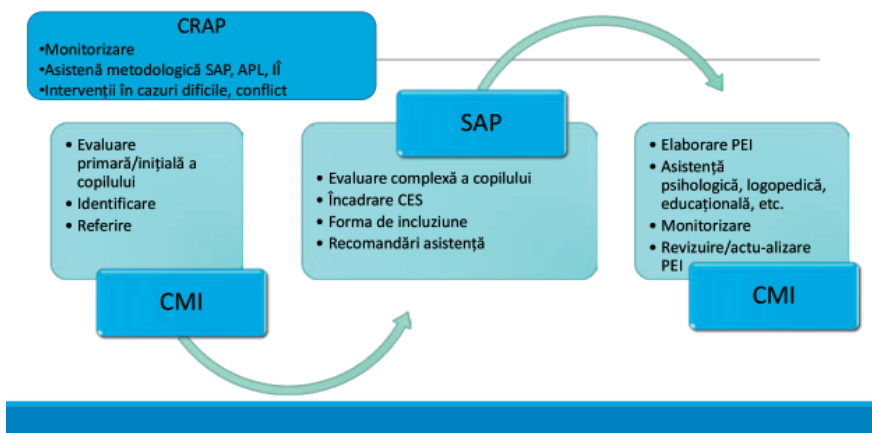 CRAP
•Monitorizare
•Asistenă metodologică SAP, APL, IÎ
•Intervenții în cazuri dificile, conflict
• Evaluare
primară/inițială a
copilului
• Identificare
• Referire
CMI
SAP
• Evaluare complexă a copilului
• Încadrare CES
• Forma de incluziune
• Recomandări asistență
• Elaborare PEI
• Asistență
psihologică, logopedică,
educațională, etc.
• Monitorizare
• Revizuire/actu-alizare
PEI
CMI